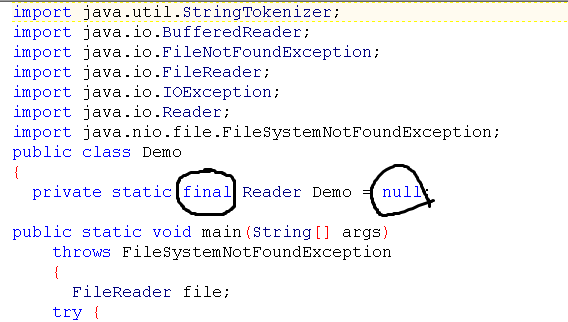 import java.util.StringTokenizer;
import java.io.BufferedReader;
import java.io.FileNotFoundException;
import java.io.FileReader;
import java.io.IOException;
import java.io.Reader;
import java.nio.file.FileSystemNotFoundException;
public class Demo
{
private static final Reader Demo = null;
public static void main(String[] args)
throws FileSystemNotFoundException
{
FileReader file;
try {